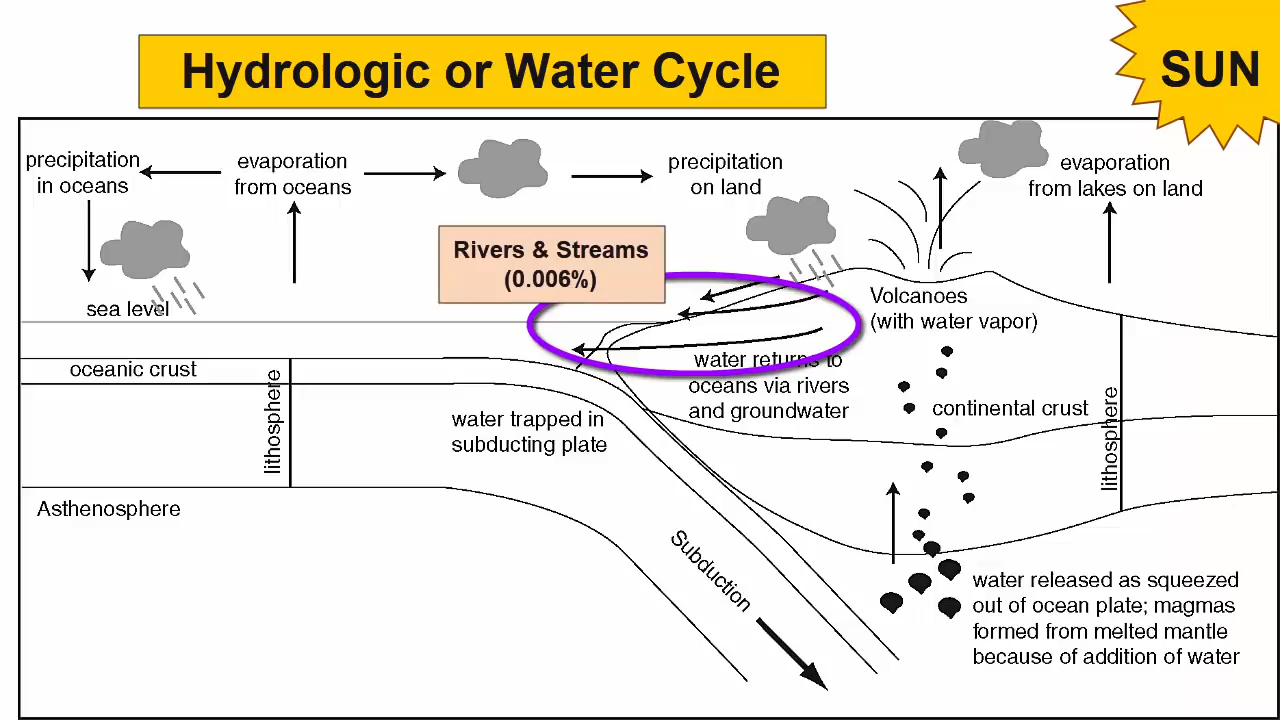 Hydrologic or Water Cycle
SUN
precipitation
in oceans
evaporation
from oceans
precipitation
on land
evaporation
from lakes on land
Rivers & Streams
(0.006%)
sea level
Volcanoes
(with water vapor)
water returns to
oceans via rivers
and groundwater
oceanic crust
lithosphere
water trapped in
subducting plate
continental crust
lithosphere
Asthenosphere
Subduction
water released as squeezed
out of ocean plate; magmas
formed from melted mantle
because of addition of water